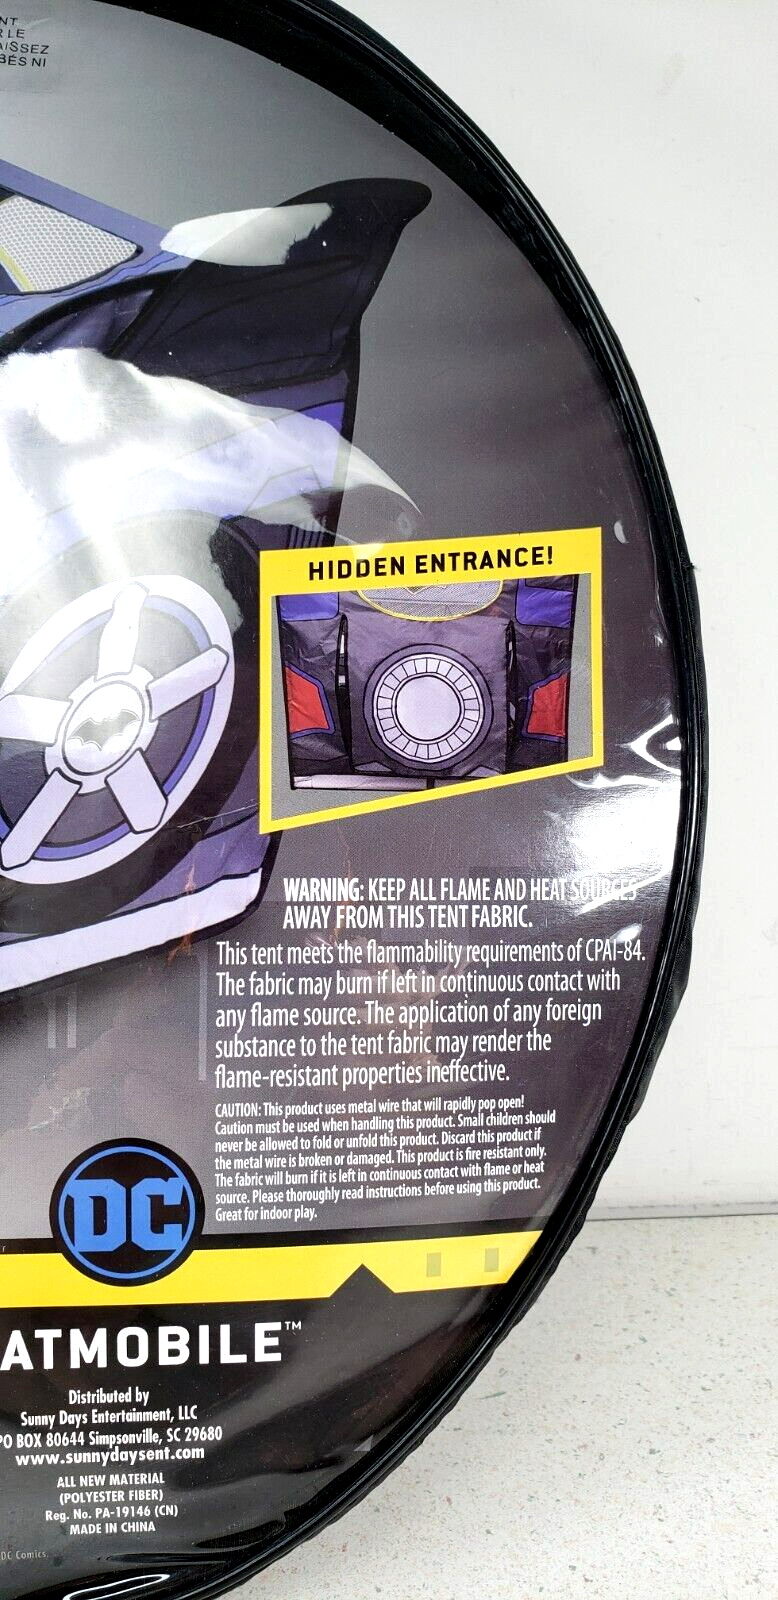 NT
R LE
AISSEZ
BÉS NI
HIDDEN ENTRANCE!
WARNING: KEEP ALL FLAME AND HEAT SOURCES
AWAY FROM THIS TENT FABRIC.
This tent meets the flammability requirements of CPAI-84.
The fabric may burn if left in continuous contact with
any flame source. The application of any foreign
substance to the tent fabric may render the
flame-resistant properties ineffective.
CAUTION: This product uses metal wire that will rapidly pop open!
Caution must be used when handling this product. Small children should
never be allowed to fold or unfold this product. Discard this product if
the metal wire is broken or damaged. This product is fire resistant only.
The fabric will burn if it is left in continuous contact with flame or heat
source. Please thoroughly read instructions before using this product.
Great for indoor play.
DC
ATMOBILE™
Distributed by
Sunny Days Entertainment, LLC
PO BOX 80644 Simpsonville, SC 29680
www.sunnydaysent.com
ALL NEW MATERIAL
(POLYESTER FIBER)
Reg. No. PA-19146 (CN)
MADE IN CHINA
DC Comics.